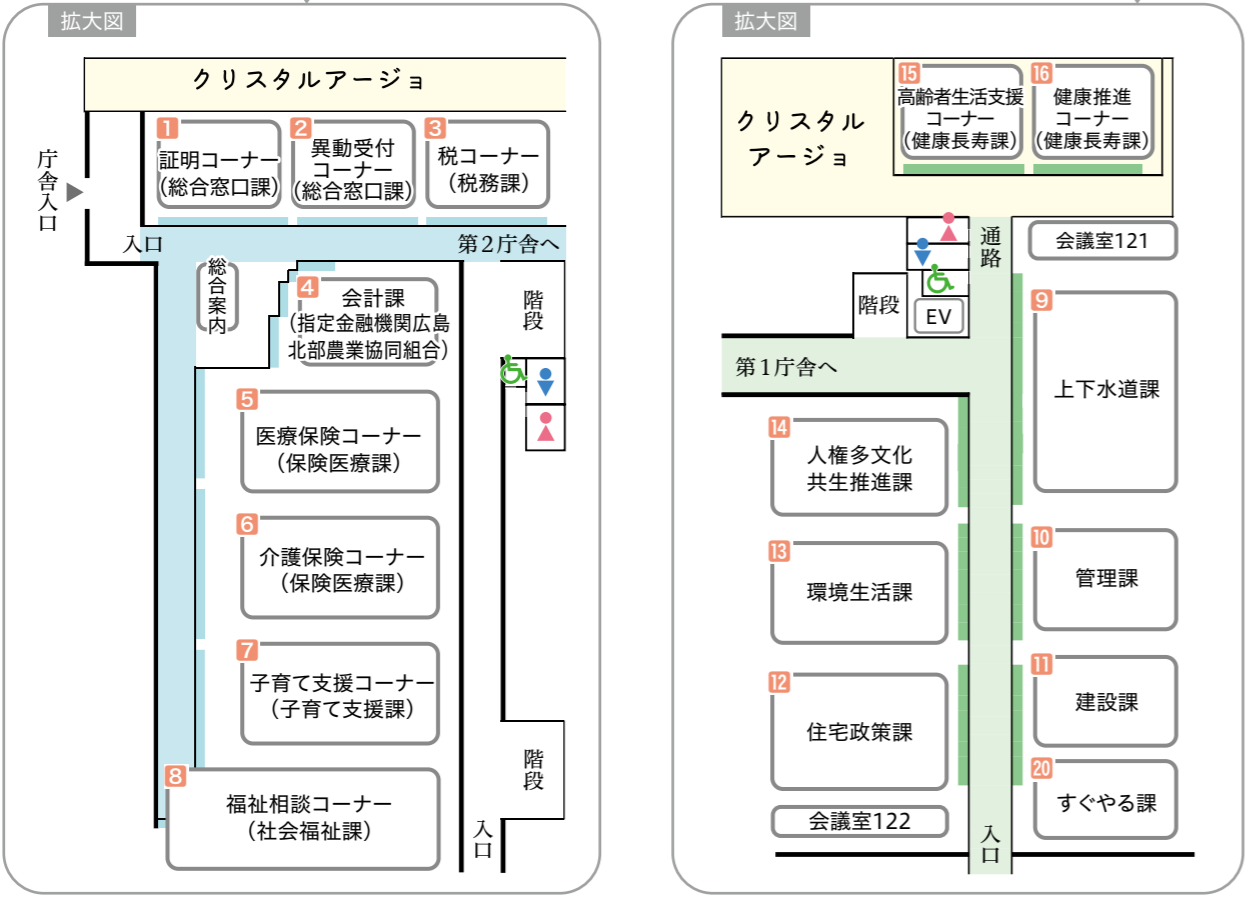 拡大図
クリスタルアージョ
庁舎入口
1
証明コーナー
(総合窓口課)
2
異動受付
コーナー
(総合窓口課)
3
税コーナー
(税務課)
入口
第2庁舎へ
総合案内
4
会計課
(指定金融機関広島
北部農業協同組合)
階段
5
医療保険コーナー
(保険医療課)
6
介護保険コーナー
(保険医療課)
7
子育て支援コーナー
(子育て支援課)
階段
8
福祉相談コーナー
(社会福祉課)
入口
拡大図
クリスタル
アージョ
15
高齢者生活支援
コーナー
(健康長寿課)
16
健康推進
コーナー
(健康長寿課)
通路
会議室121
階段
EV
9
上下水道課
第1庁舎へ
14
人権多文化
共生推進課
10
管理課
13
環境生活課
11
建設課
12
住宅政策課
20
すぐやる課
会議室122
入口